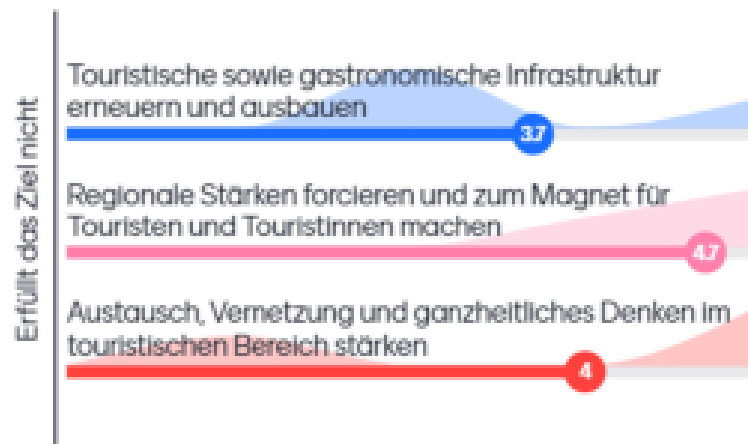 Erfüllt das Ziel nicht
Touristische sowie gastronomische Infrastruktur
erneuern und ausbauen
3.7
Regionale Stärken forcieren und zum Magnet für
Touristen und Touristinnen machen
4.7
Austausch, Vernetzung und ganzheitliches Denken im
touristischen Bereich stärken
4